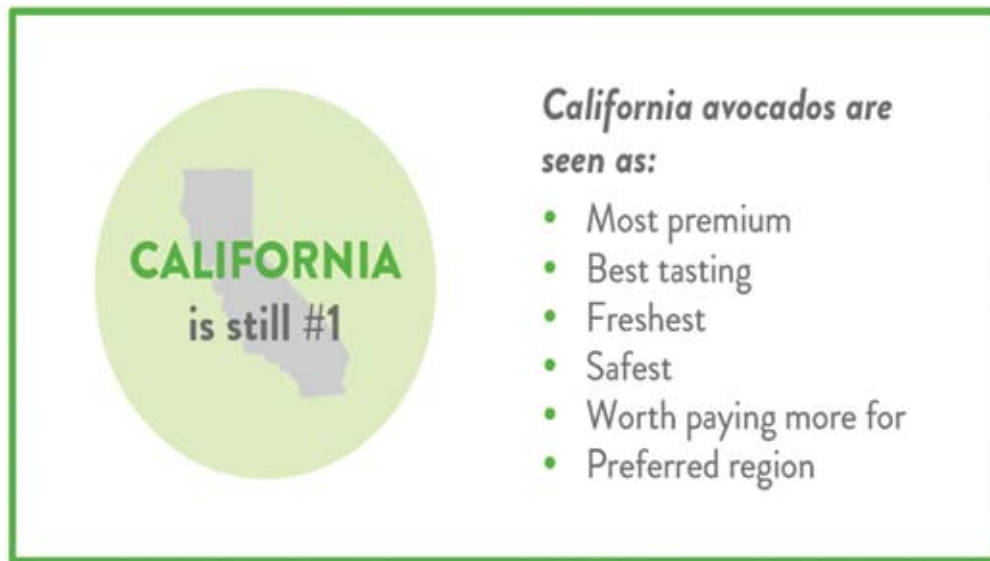 CALIFORNIA
is still #1
California avocados are
seen as:
• Most premium
• Best tasting
• Freshest
• Safest
• Worth paying more for
• Preferred region